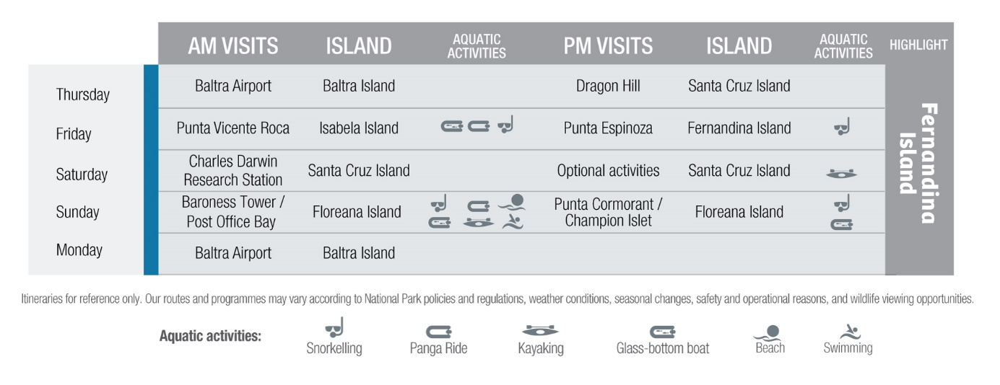 AM VISITS ISLAND AQUATIC ACTIVITIES PM VISITS ISLAND AQUATIC ACTIVITIES HIGHLIGHT
Thursday Baltra Airport Baltra Island Dragon Hill Santa Cruz Island
Friday Punta Vicente Roca Isabela Island Punta Espinoza Fernandina Island
Saturday Charles Darwin Research Station Santa Cruz Island Optional activities Santa Cruz Island
Sunday Baroness Tower / Post Office Bay Floreana Island Punta Cormorant / Champion Islet Floreana Island
Monday Baltra Airport Baltra Island
Fernandina
Island
Itineraries for reference only. Our routes and programmes may vary according to National Park policies and regulations, weather conditions, seasonal changes, safety and operational reasons, and wildlife viewing opportunities.
Aquatic activities: Snorkelling Panga Ride Kayaking Glass-bottom boat Beach Swimming